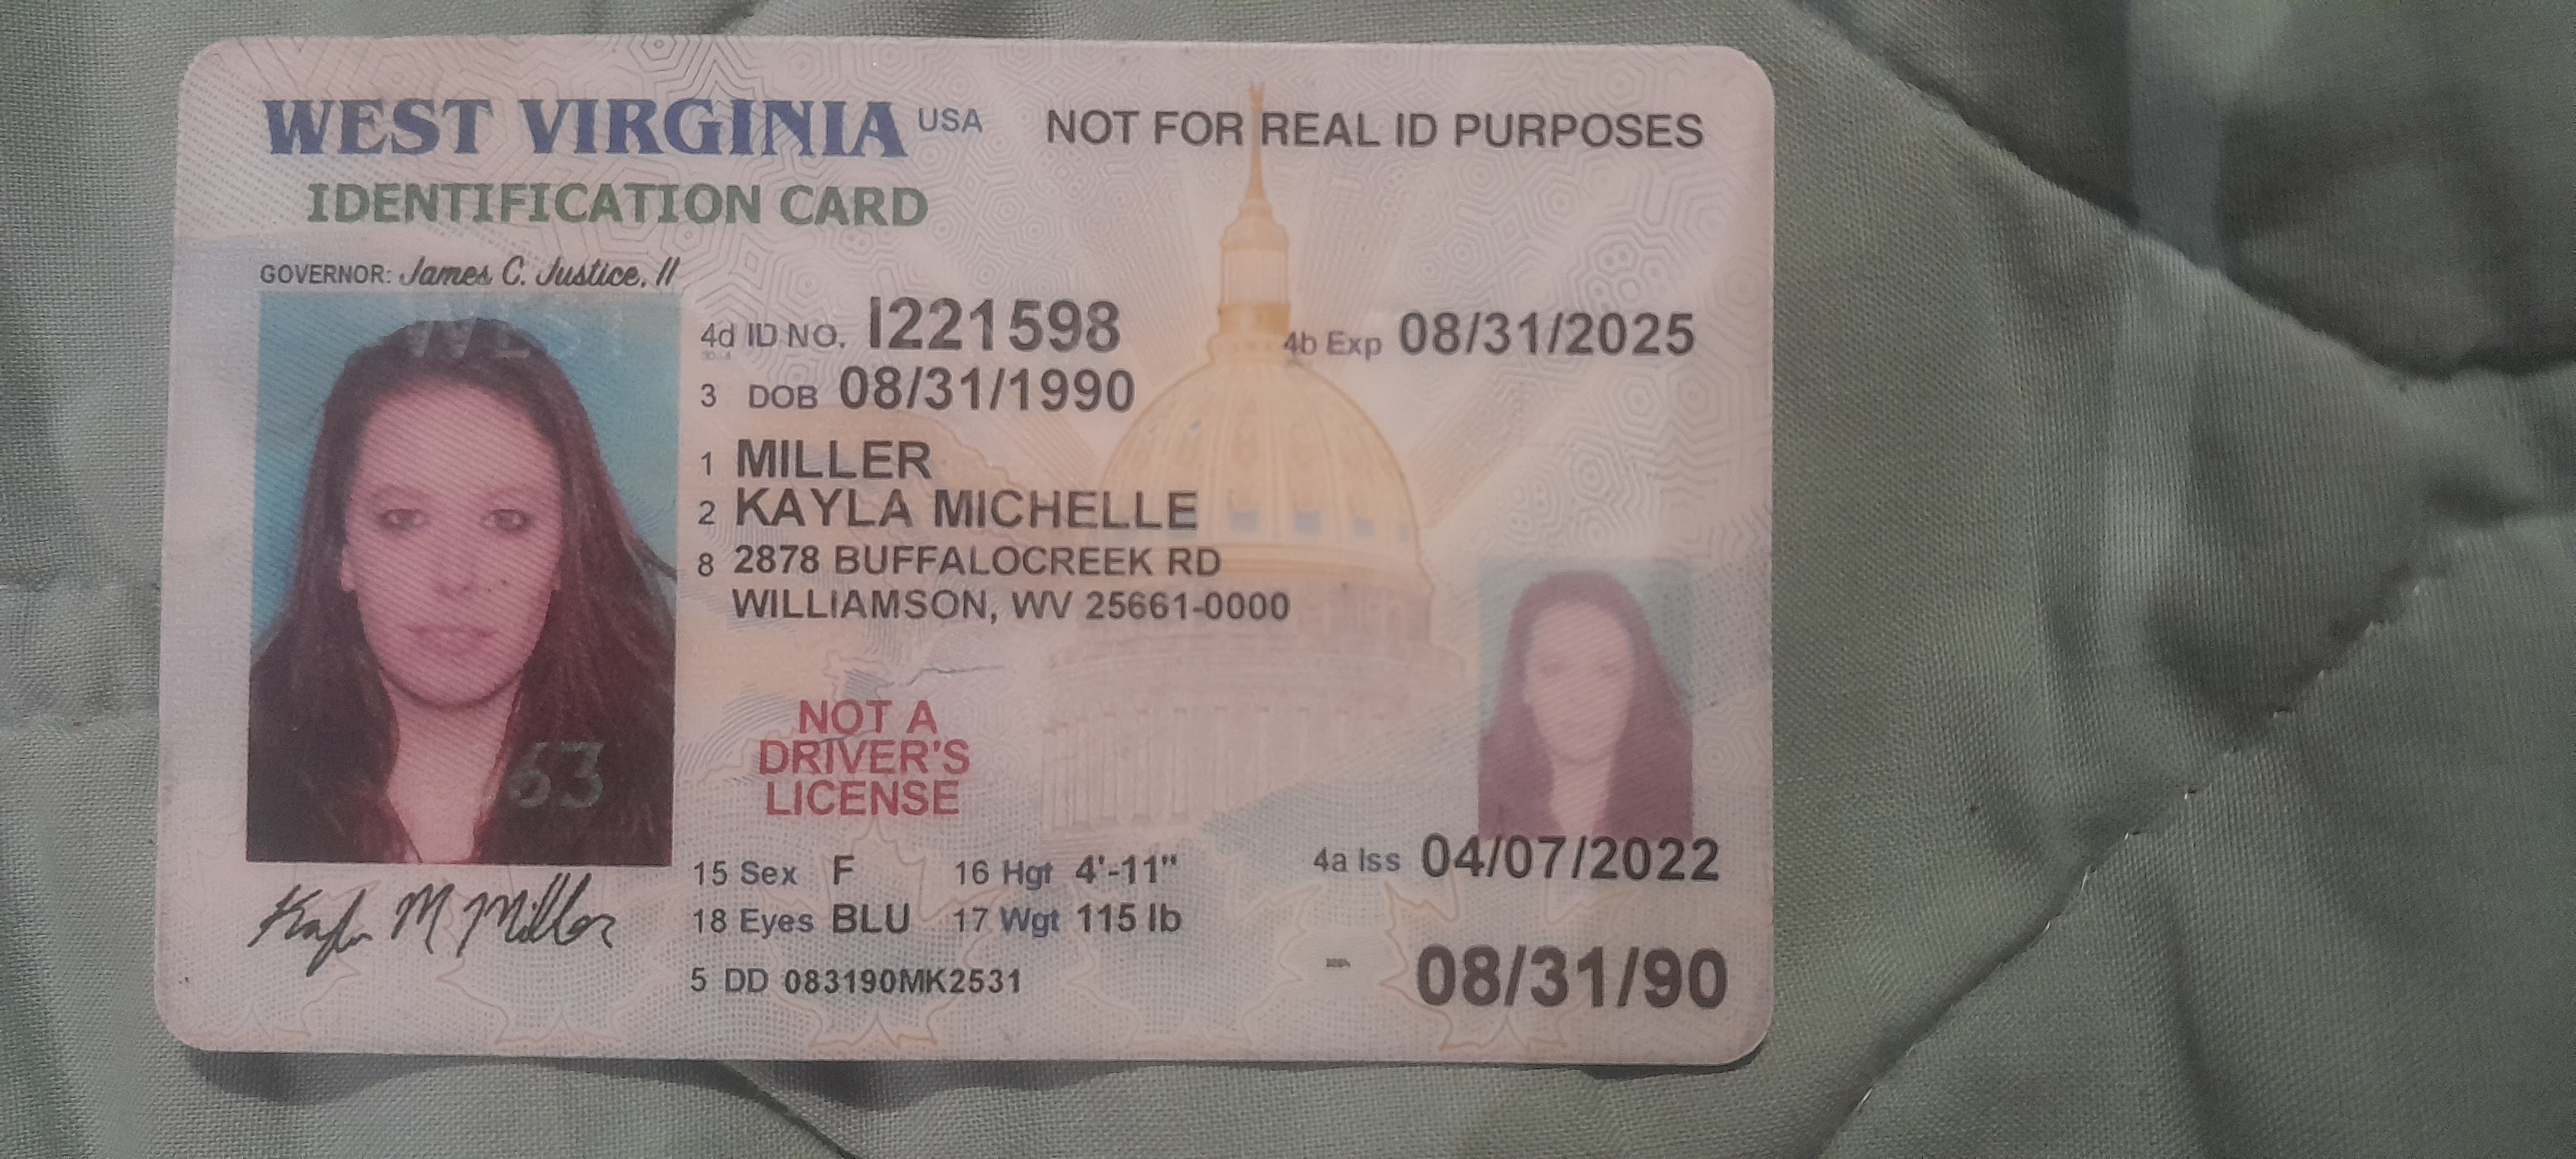 WEST VIRGINIA USA NOT FOR REAL ID PURPOSES
IDENTIFICATION CARD
GOVERNOR: James C. Justice, II
4d ID NO. I221598 4b Exp 08/31/2025
3 DOB 08/31/1990
1 MILLER
2 KAYLA MICHELLE
8 2878 BUFFALOCREEK RD
WILLIAMSON, WV 25661-0000
NOT A
DRIVER'S
LICENSE
63
15 Sex F 16 Hgt 4'-11"
4a Iss 04/07/2022
18 Eyes BLU 17 Wgt 115 lb
Kayla M Miller
5 DD 083190MK2531
08/31/90